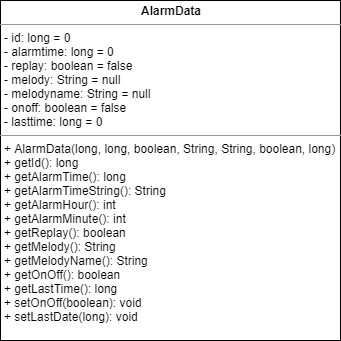 AlarmData
- id: long = 0
- alarmtime: long = 0
- replay: boolean = false
- melody: String = null
- melodyname: String = null
- onoff: boolean = false
- lasttime: long = 0
+ AlarmData(long, long, boolean, String, String, boolean, long)
+ getId(): long
+ getAlarmTime(): long
+ getAlarmTimeString(): String
+ getAlarmHour(): int
+ getAlarmMinute(): int
+ getReplay(): boolean
+ getMelody(): String
+ getMelodyName(): String
+ getOnOff(): boolean
+ getLastTime(): long
+ setOnOff(boolean): void
+ setLastDate(long): void